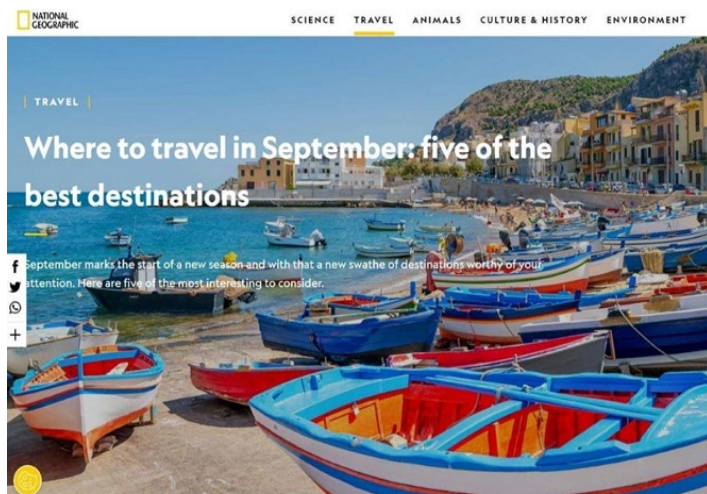 NATIONAL
GEOGRAPHIC
SCIENCE TRAVEL ANIMALS CULTURE & HISTORY ENVIRONMENT
TRAVEL
Where to travel in September: five of the
best destinations
September marks the start of a new season and with that a new swathe of destinations worthy of your
attention. Here are five of the most interesting to consider.